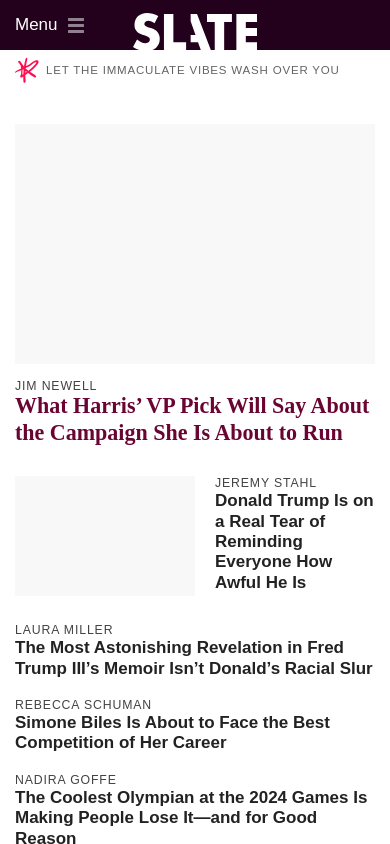 Menu
SLATE
LET THE IMMACULATE VIBES WASH OVER YOU
JIM NEWELL
What Harris’ VP Pick Will Say About
the Campaign She Is About to Run
JEREMY STAHL
Donald Trump Is on
a Real Tear of
Reminding
Everyone How
Awful He Is
LAURA MILLER
The Most Astonishing Revelation in Fred
Trump III’s Memoir Isn’t Donald’s Racial Slur
REBECCA SCHUMAN
Simone Biles Is About to Face the Best
Competition of Her Career
NADIRA GOFFE
The Coolest Olympian at the 2024 Games Is
Making People Lose It—and for Good
Reason